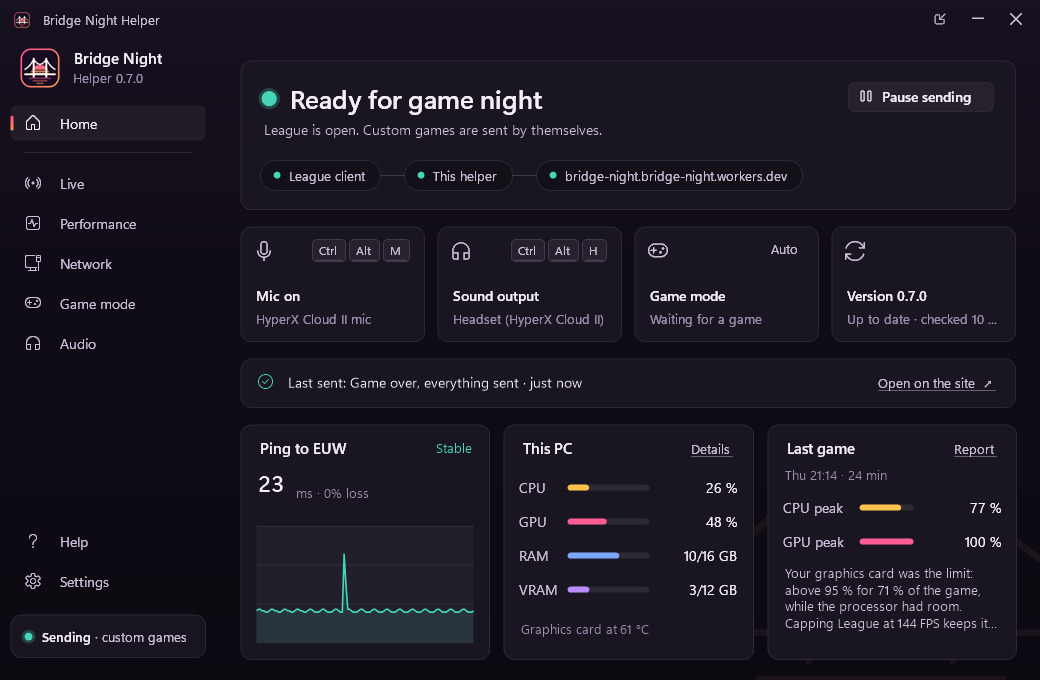 Bridge Night Helper
Bridge Night
Helper 0.7.0
Home
Live
Performance
Network
Game mode
Audio
Help
Settings
Sending · custom games
Ready for game night
Pause sending
League is open. Custom games are sent by themselves.
League client
This helper
bridge-night.bridge-night.workers.dev
Ctrl Alt M
Mic on
HyperX Cloud II mic
Ctrl Alt H
Sound output
Headset (HyperX Cloud II)
Auto
Game mode
Waiting for a game
Version 0.7.0
Up to date · checked 10 ...
Last sent: Game over, everything sent · just now
Open on the site ↗
Ping to EUW
Stable
23 ms · 0% loss
This PC
Details
CPU 26 %
GPU 48 %
RAM 10/16 GB
VRAM 3/12 GB
Graphics card at 61 °C
Last game
Report
Thu 21:14 · 24 min
CPU peak 77 %
GPU peak 100 %
Your graphics card was the limit:
above 95 % for 71 % of the game,
while the processor had room.
Capping League at 144 FPS keeps it...